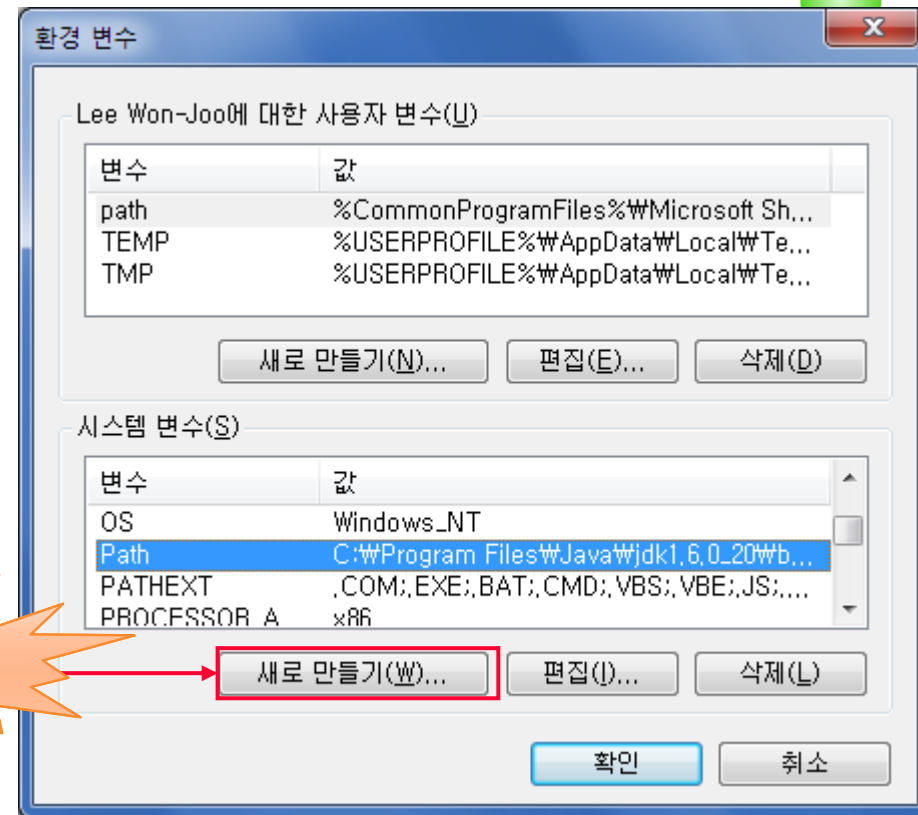 환경 변수
Lee Won-Joo에 대한 사용자 변수(U)
변수 값
path %CommonProgramFiles%₩Microsoft Sh...
TEMP %USERPROFILE%₩AppData₩Local₩Te...
TMP %USERPROFILE%₩AppData₩Local₩Te...
새로 만들기(N)... 편집(E)... 삭제(D)
시스템 변수(S)
변수 값
OS Windows_NT
Path C:₩Program Files₩Java₩jdk1.6.0_20₩b...
PATHEXT .COM;.EXE;.BAT;.CMD;.VBS;.VBE;.JS;....
PROCESSOR_A... x86
새로 만들기(W)... 편집(I)... 삭제(L)
확인 취소